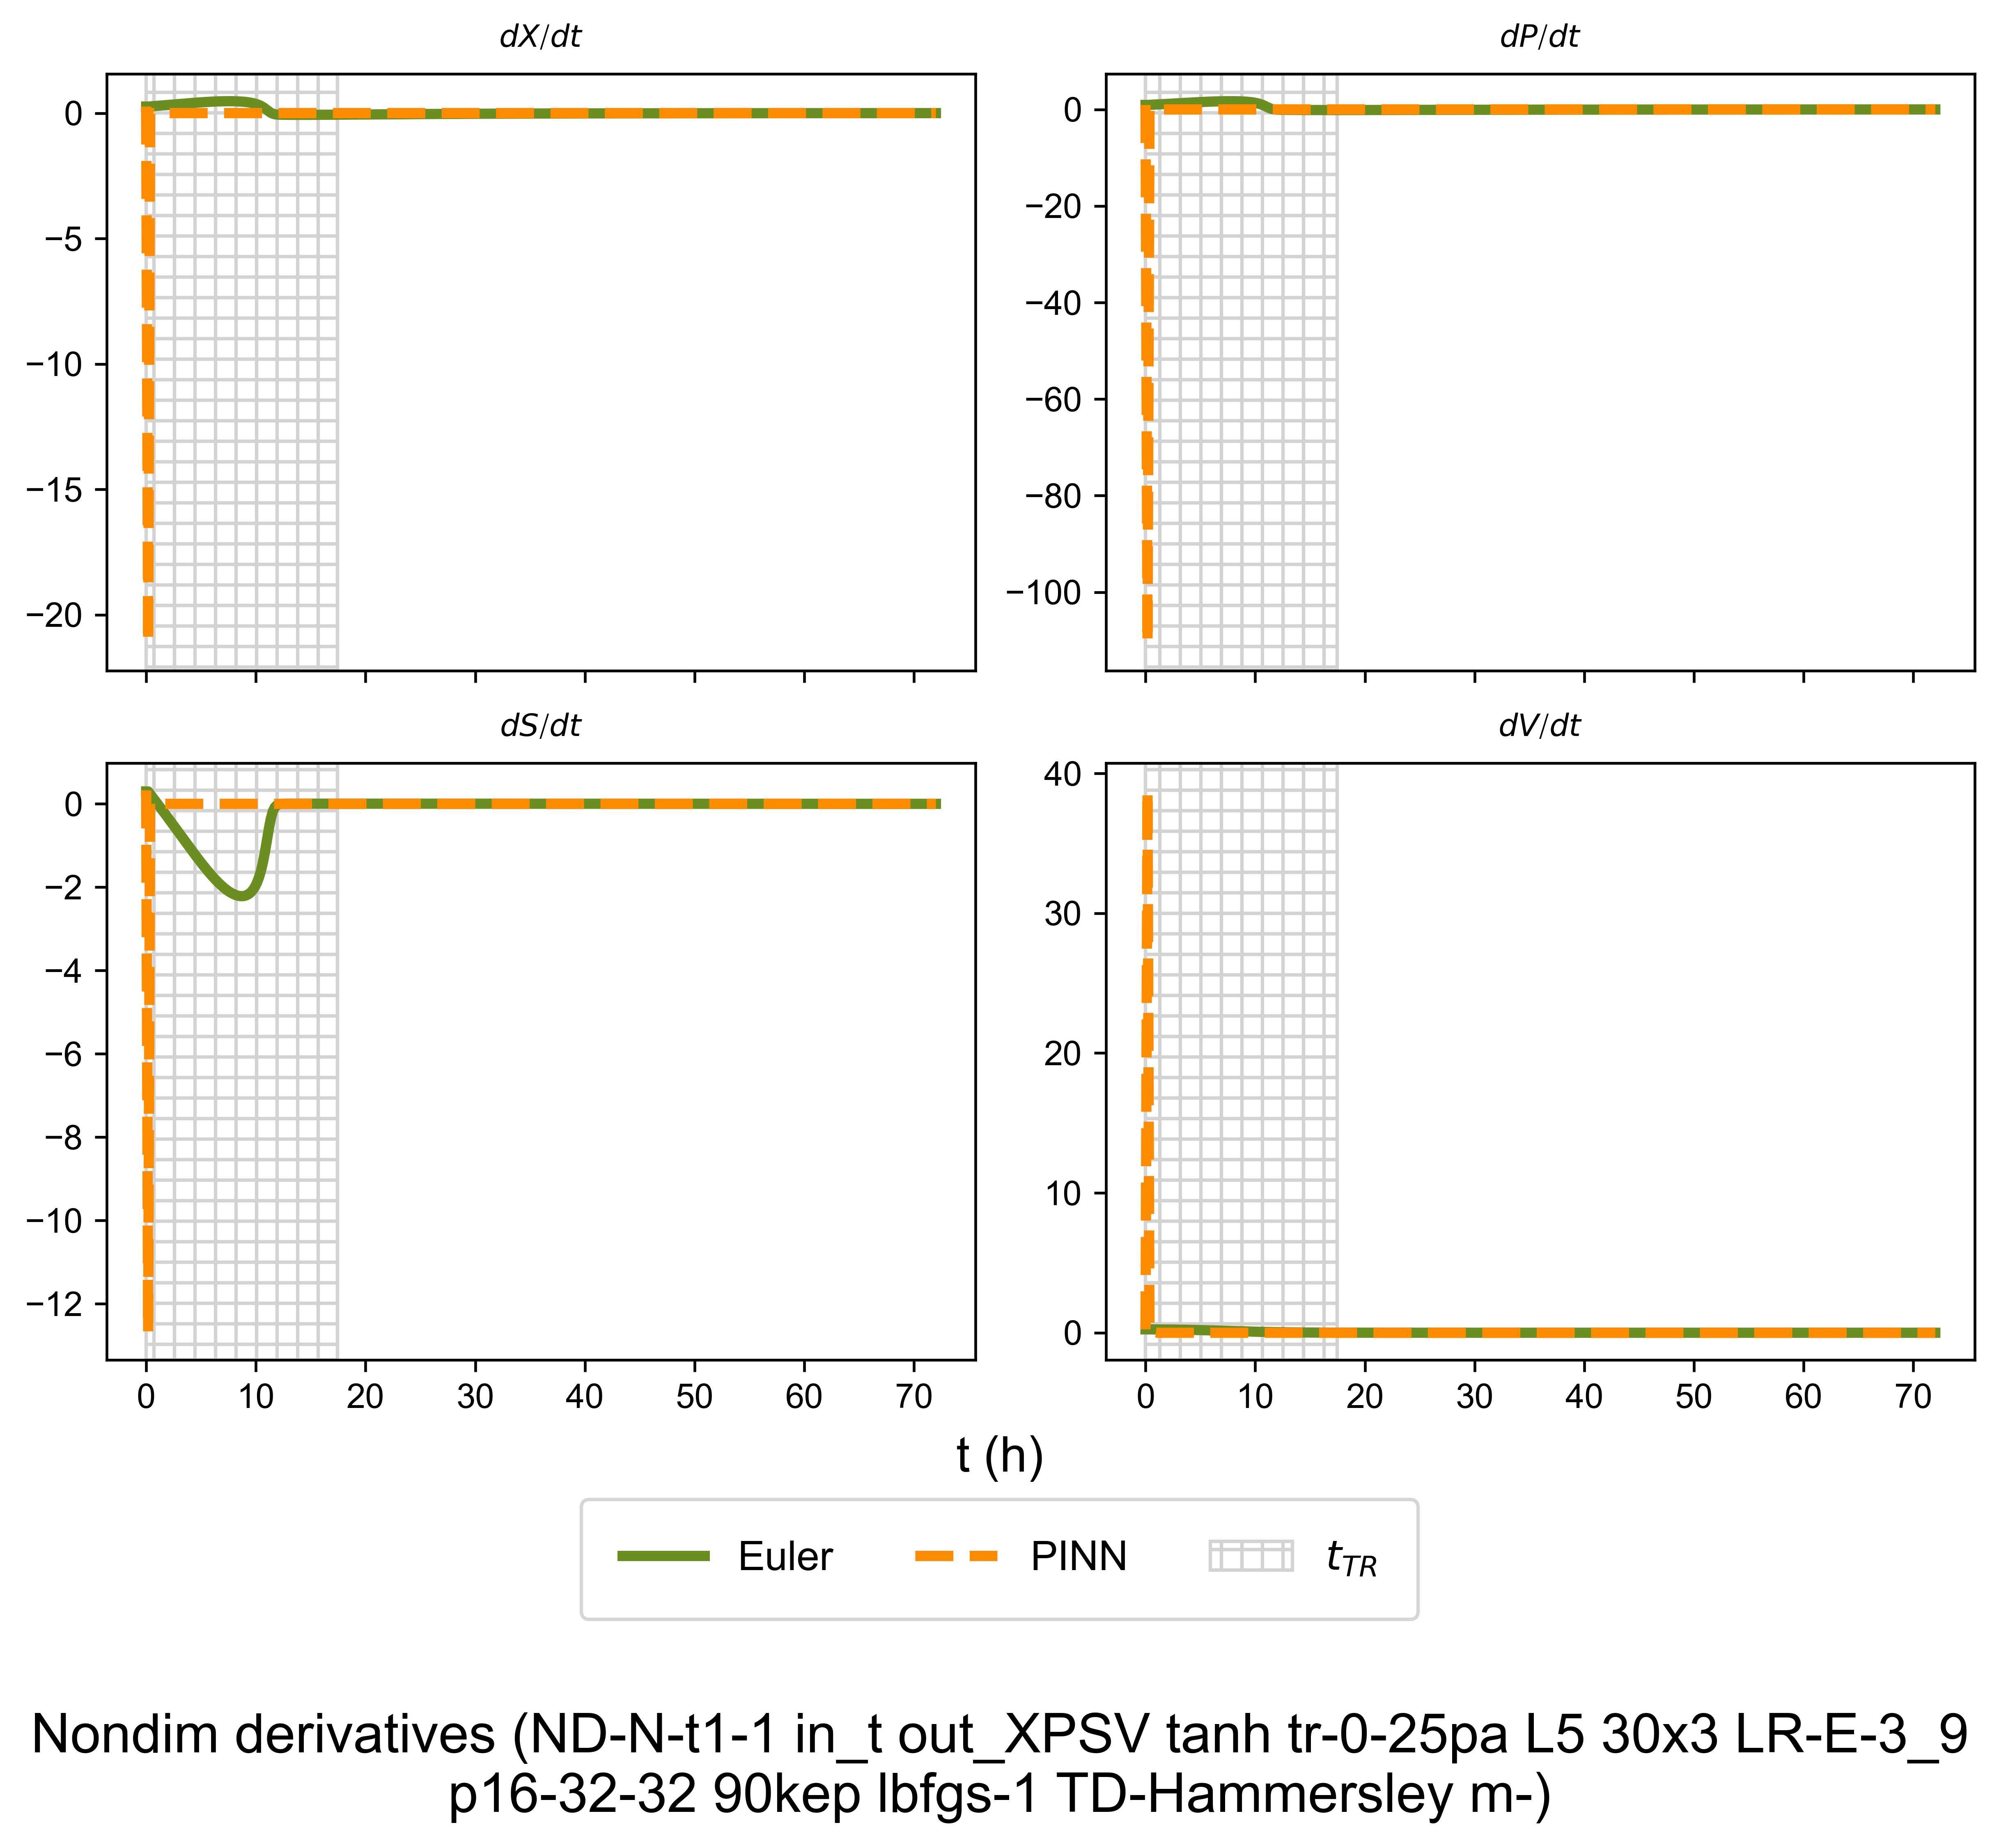 dX/dt
dP/dt
0
−5
−10
−15
−20
0
−20
−40
−60
−80
−100
dS/dt
dV/dt
0
−2
−4
−6
−8
−10
−12
40
30
20
10
0
0 10 20 30 40 50 60 70
0 10 20 30 40 50 60 70
t (h)
Euler PINN t_TR
Nondim derivatives (ND-N-t1-1 in_t out_XPSV tanh tr-0-25pa L5 30x3 LR-E-3_9
p16-32-32 90kep lbfgs-1 TD-Hammersley m-)